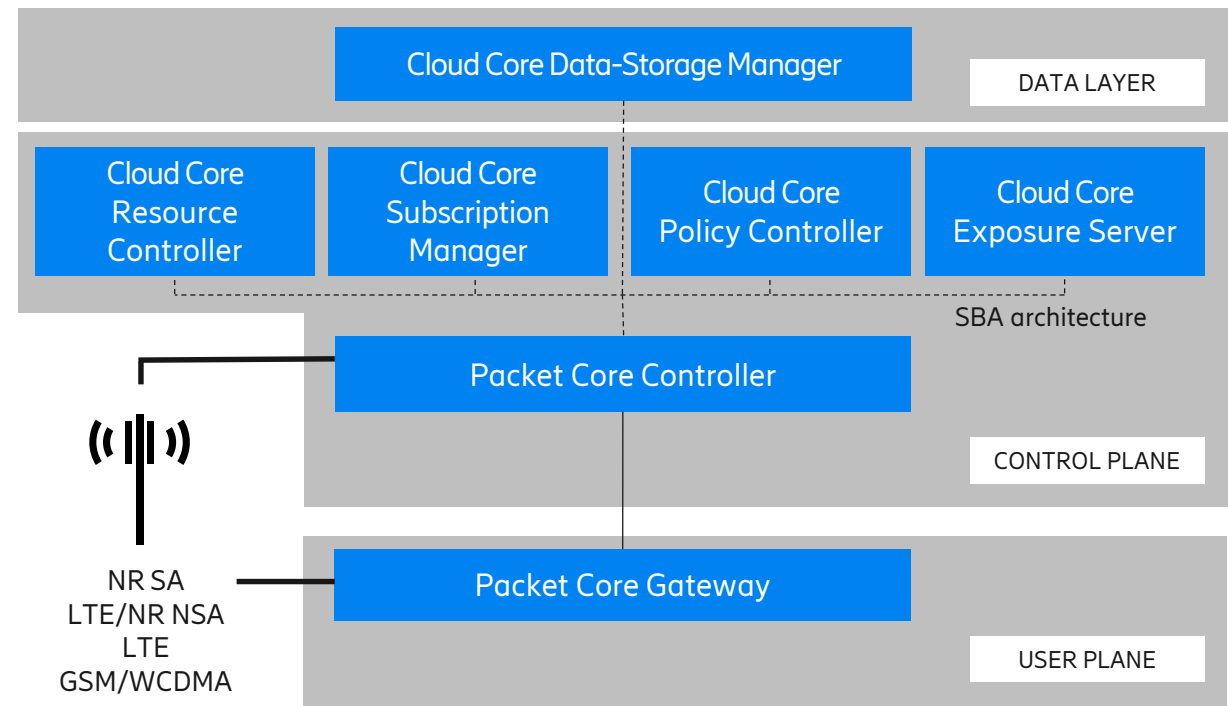 Cloud Core Data-Storage Manager
DATA LAYER
Cloud Core
Resource
Controller
Cloud Core
Subscription
Manager
Cloud Core
Policy Controller
Cloud Core
Exposure Server
SBA architecture
Packet Core Controller
CONTROL PLANE
NR SA
LTE/NR NSA
LTE
GSM/WCDMA
Packet Core Gateway
USER PLANE